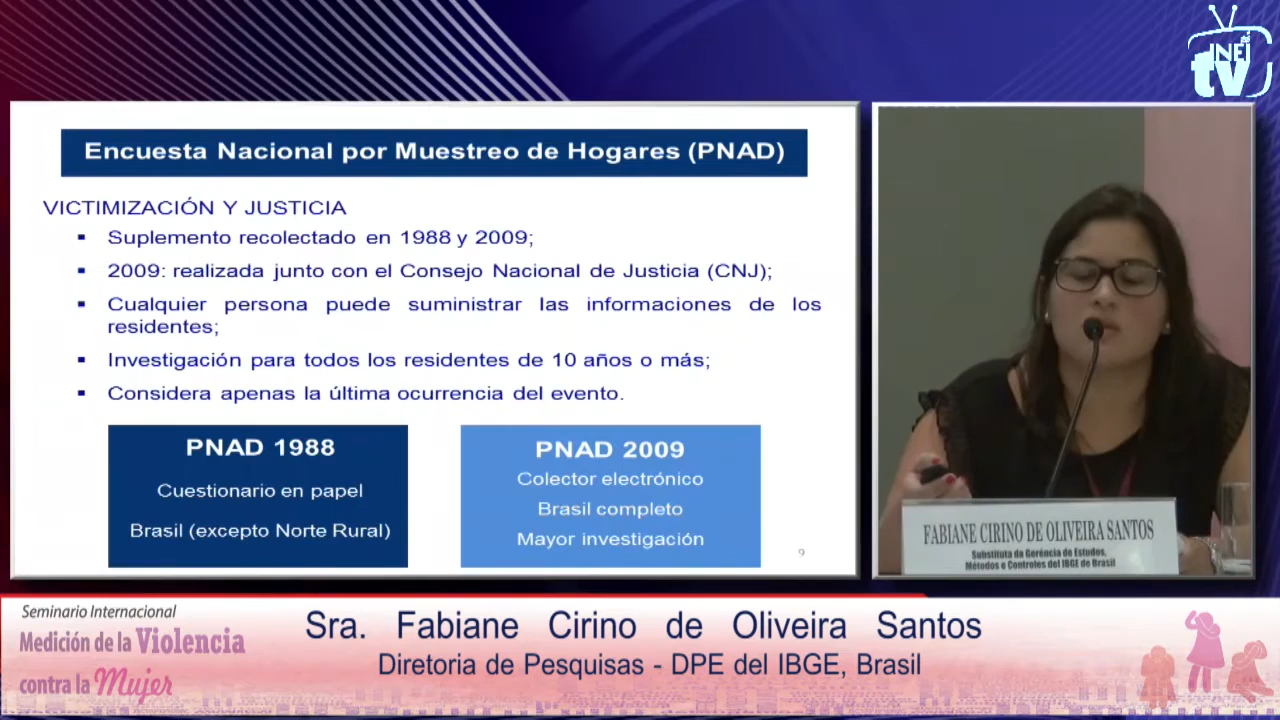 INEI
tv
Encuesta Nacional por Muestreo de Hogares (PNAD)
VICTIMIZACIÓN Y JUSTICIA
▪ Suplemento recolectado en 1988 y 2009;
▪ 2009: realizada junto con el Consejo Nacional de Justicia (CNJ);
▪ Cualquier persona puede suministrar las informaciones de los
residentes;
▪ Investigación para todos los residentes de 10 años o más;
▪ Considera apenas la última ocurrencia del evento.
PNAD 1988
Cuestionario en papel
Brasil (excepto Norte Rural)
PNAD 2009
Colector electrónico
Brasil completo
Mayor investigación
9
FABIANE CIRINO DE OLIVEIRA SANTOS
Substituta da Gerência de Estudos,
Métodos e Controles del IBGE de Brasil
Seminario Internacional
Medición de la Violencia
contra la Mujer
Sra. Fabiane Cirino de Oliveira Santos
Diretoria de Pesquisas - DPE del IBGE, Brasil